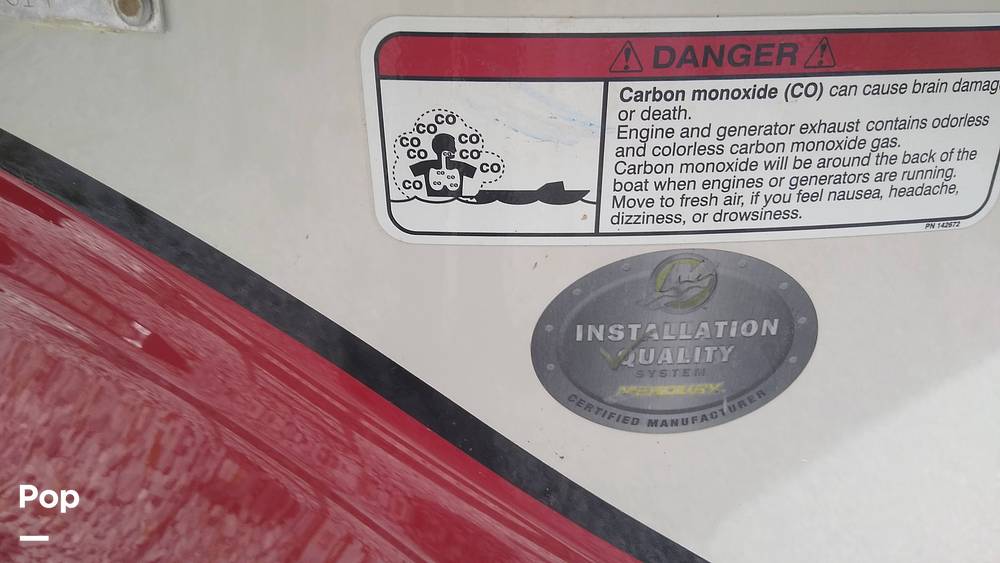 DANGER
Carbon monoxide (CO) can cause brain damag
or death.
Engine and generator exhaust contains odorless
and colorless carbon monoxide gas.
Carbon monoxide will be around the back of the
boat when engines or generators are running.
Move to fresh air, if you feel nausea, headache,
dizziness, or drowsiness.
PN 142672
CO
CO
CO CO
CO CO
CO
CO
CO
CO
CO CO
INSTALLATION
QUALITY
SYSTEM
MERCURY
CERTIFIED MANUFACTURER
Pop